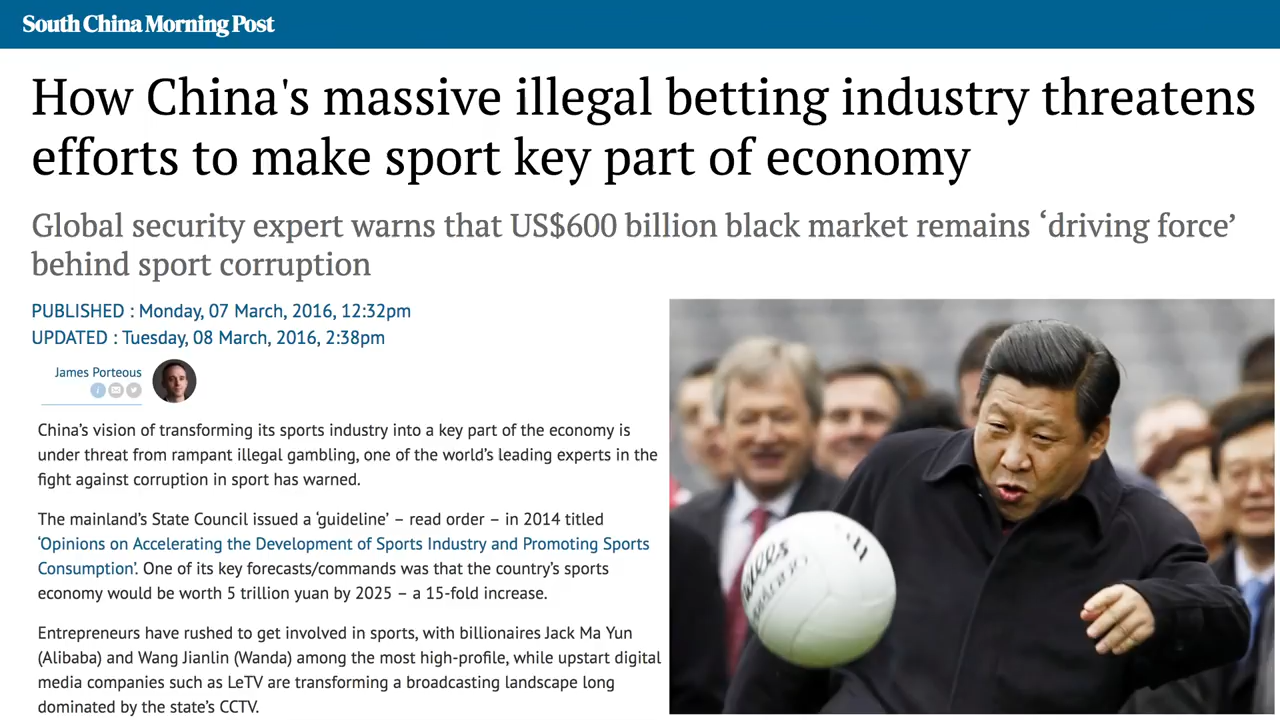 South China Morning Post
How China's massive illegal betting industry threatens
efforts to make sport key part of economy
Global security expert warns that US$600 billion black market remains ‘driving force’
behind sport corruption
PUBLISHED : Monday, 07 March, 2016, 12:32pm
UPDATED : Tuesday, 08 March, 2016, 2:38pm
James Porteous
China’s vision of transforming its sports industry into a key part of the economy is
under threat from rampant illegal gambling, one of the world’s leading experts in the
fight against corruption in sport has warned.
The mainland’s State Council issued a ‘guideline’ – read order – in 2014 titled
‘Opinions on Accelerating the Development of Sports Industry and Promoting Sports
Consumption’. One of its key forecasts/commands was that the country’s sports
economy would be worth 5 trillion yuan by 2025 – a 15-fold increase.
Entrepreneurs have rushed to get involved in sports, with billionaires Jack Ma Yun
(Alibaba) and Wang Jianlin (Wanda) among the most high-profile, while upstart digital
media companies such as LeTV are transforming a broadcasting landscape long
dominated by the state’s CCTV.